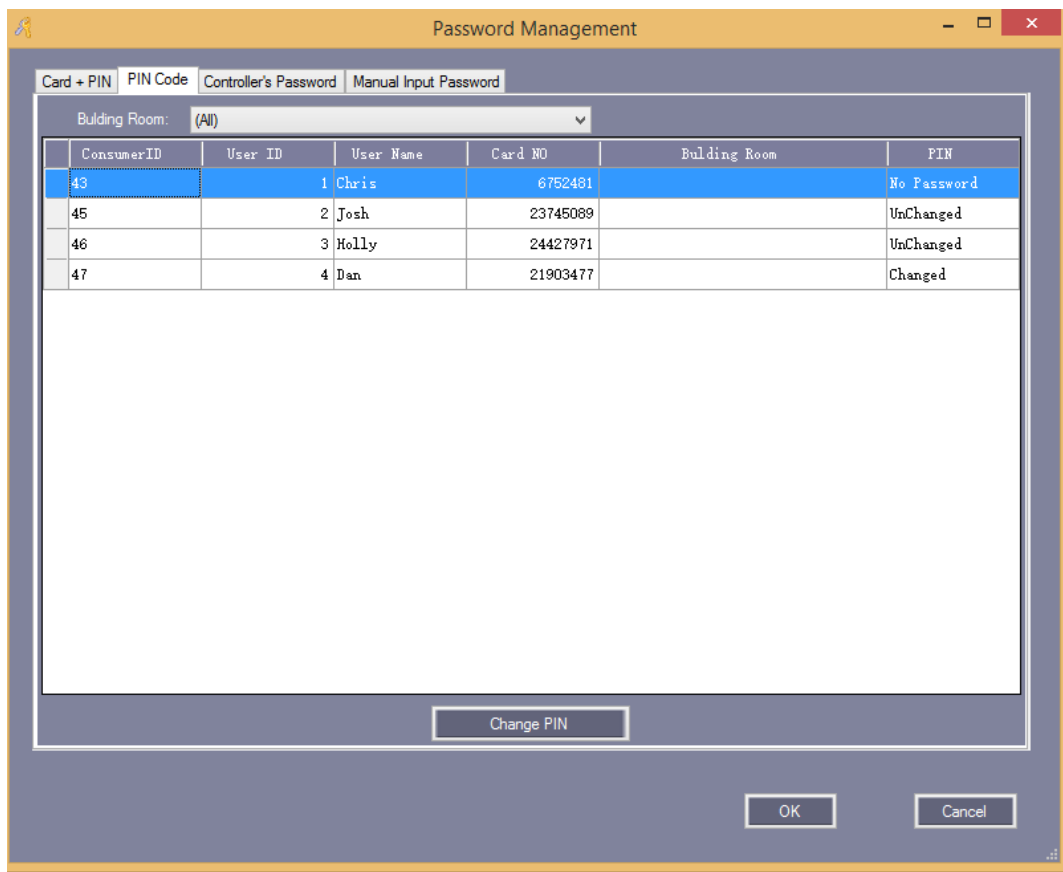 Password Management
Card + PIN PIN Code Controller's Password Manual Input Password
Bulding Room: (All)
ConsumerID User ID User Name Card NO Bulding Room PIN
43 1 Chris 6752481 No Password
45 2 Josh 23745089 UnChanged
46 3 Holly 24427971 UnChanged
47 4 Dan 21903477 Changed
Change PIN
OK Cancel